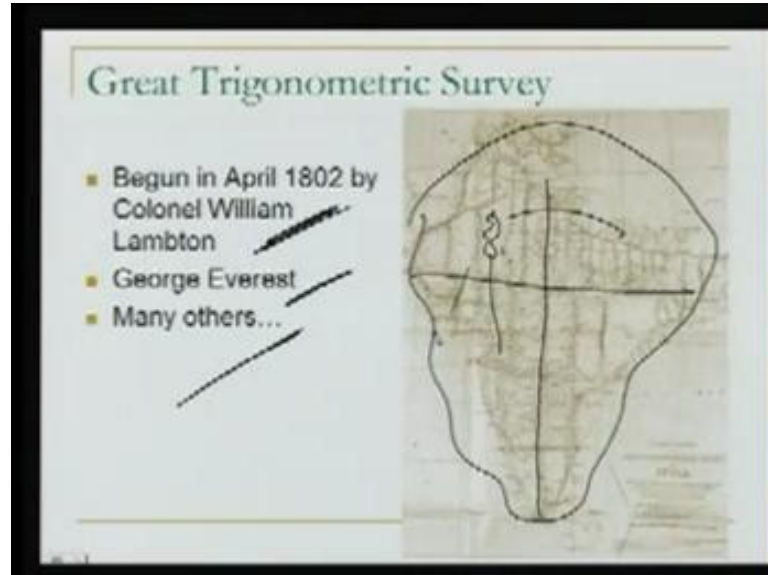 Great Trigonometric Survey
Begun in April 1802 by
Colonel William
Lambton
George Everest
Many others...